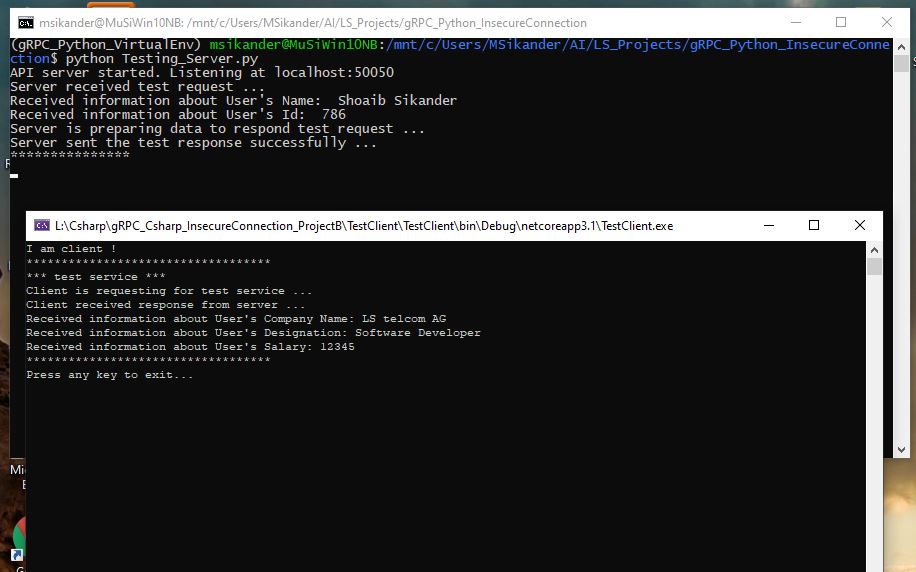 msikander@MuSiWin10NB: /mnt/c/Users/MSikander/AI/LS_Projects/gRPC_Python_InsecureConnection
(gRPC_Python_VirtualEnv) msikander@MuSiWin10NB:/mnt/c/Users/MSikander/AI/LS_Projects/gRPC_Python_InsecureConne
ction$ python Testing_Server.py
API server started. Listening at localhost:50050
Server received test request ...
Received information about User's Name:  Shoaib Sikander
Received information about User's Id:  786
Server is preparing data to respond test request ...
Server sent the test response successfully ...
***************
L:\Csharp\gRPC_Csharp_InsecureConnection_ProjectB\TestClient\TestClient\bin\Debug\netcoreapp3.1\TestClient.exe
I am client !
***********************************
*** test service ***
Client is requesting for test service ...
Client received response from server ...
Received information about User's Company Name: LS telcom AG
Received information about User's Designation: Software Developer
Received information about User's Salary: 12345
***********************************
Press any key to exit...